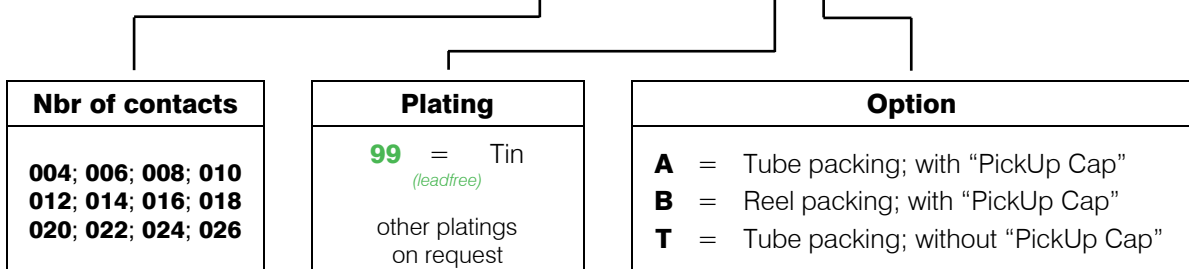 Nbr of contacts
004; 006; 008; 010
012; 014; 016; 018
020; 022; 024; 026
Plating
99 = Tin
(leadfree)
other platings
on request
Option
A = Tube packing; with “PickUp Cap”
B = Reel packing; with “PickUp Cap”
T = Tube packing; without “PickUp Cap”